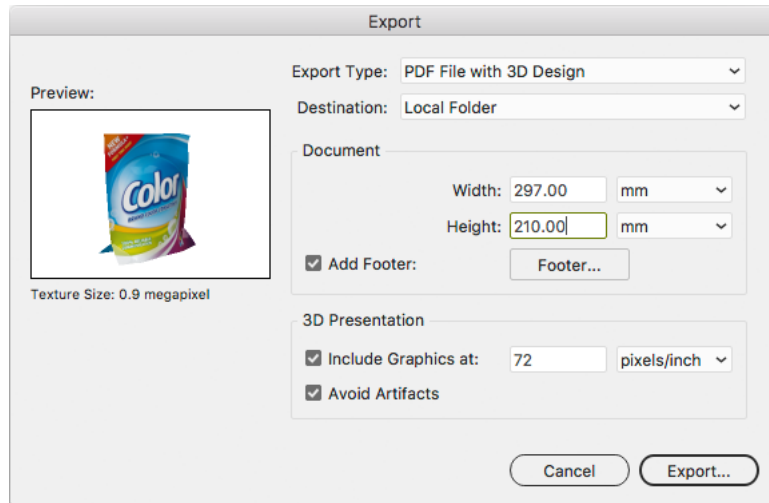 Export
Export Type: PDF File with 3D Design
Preview:
Destination: Local Folder
NEW
FORMULA
Color
Document
Width: 297.00 mm
Height: 210.00 mm
Add Footer: Footer...
Texture Size: 0.9 megapixel
3D Presentation
Include Graphics at: 72 pixels/inch
Avoid Artifacts
Cancel Export...